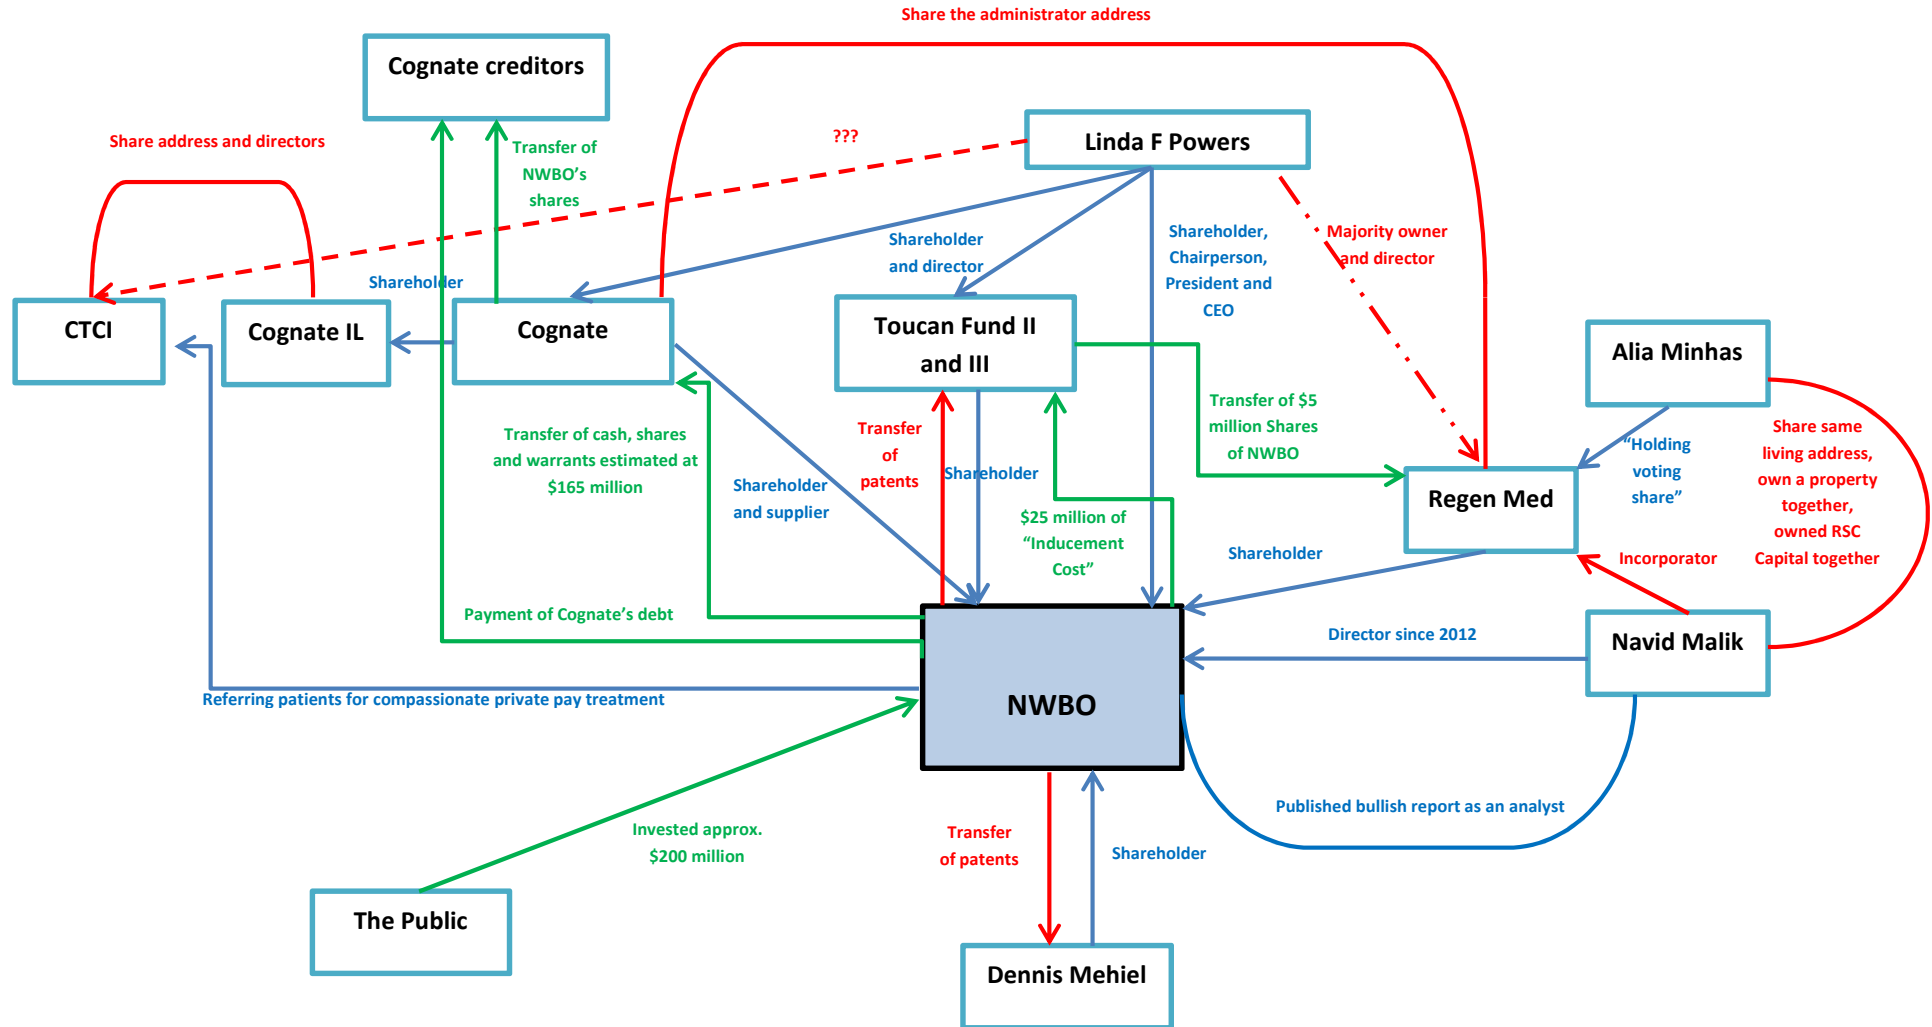 Share the administrator address
Cognate creditors
Share address and directors
Transfer of
NWBO’s
shares
???
Linda F Powers
Shareholder
and director
Shareholder,
Chairperson,
President and
CEO
Majority owner
and director
Shareholder
CTCI
Cognate IL
Cognate
Toucan Fund II
and III
Alia Minhas
Transfer of cash, shares
and warrants estimated at
$165 million
Shareholder
and supplier
Transfer
of
patents
Shareholder
$25 million of
“Inducement
Cost”
Transfer of $5
million Shares
of NWBO
“Holding
voting
share”
Share same
living address,
own a property
together,
owned RSC
Capital together
Regen Med
Shareholder
Incorporator
Payment of Cognate’s debt
Director since 2012
Navid Malik
Referring patients for compassionate private pay treatment
NWBO
Published bullish report as an analyst
Invested approx.
$200 million
Transfer
of patents
Shareholder
The Public
Dennis Mehiel